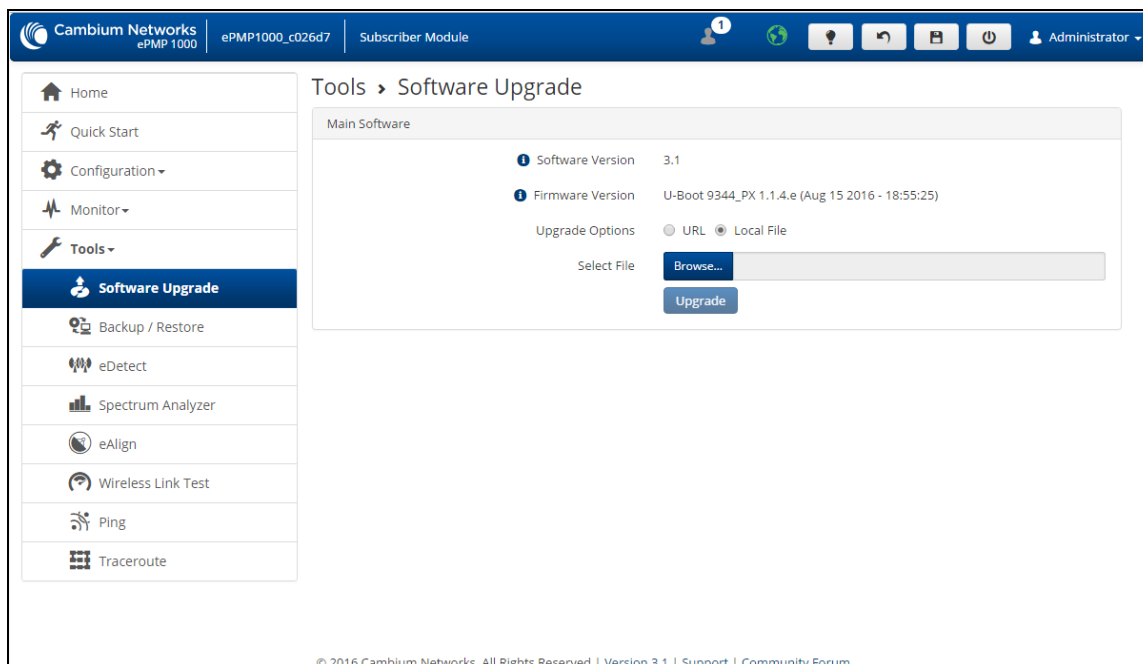 Cambium Networks
ePMP 1000
ePMP1000_c026d7
Subscriber Module
1
Administrator
Home
Quick Start
Configuration
Monitor
Tools
Software Upgrade
Backup / Restore
eDetect
Spectrum Analyzer
eAlign
Wireless Link Test
Ping
Traceroute
Tools > Software Upgrade
Main Software
Software Version 3.1
Firmware Version U-Boot 9344_PX 1.1.4.e (Aug 15 2016 - 18:55:25)
Upgrade Options URL Local File
Select File Browse...
Upgrade
© 2016 Cambium Networks. All Rights Reserved | Version 3.1 | Support | Community Forum